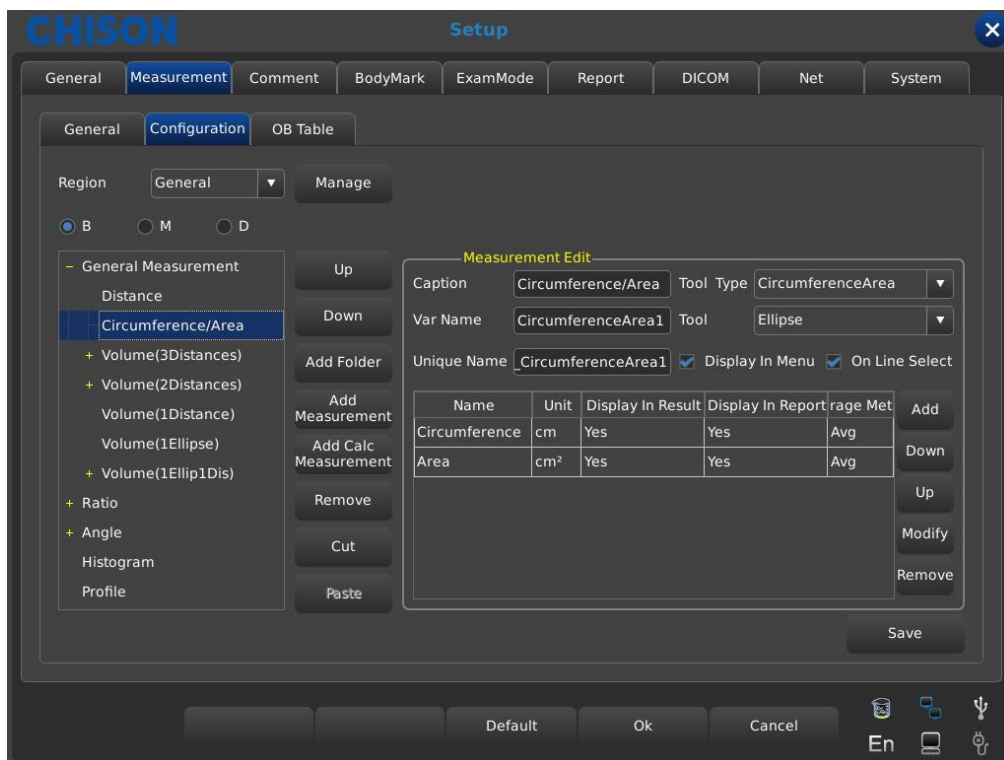 CHISON
Setup
General Measurement Comment BodyMark ExamMode Report DICOM Net System
General Configuration OB Table
Region General Manage
B M D
General Measurement
Distance
Circumference/Area
Volume(3Distances)
Volume(2Distances)
Volume(1Distance)
Volume(1Ellipse)
Volume(1Ellip1Dis)
Ratio
Angle
Histogram
Profile
Up
Down
Add Folder
Add
Measurement
Add Calc
Measurement
Remove
Cut
Paste
Measurement Edit
Caption Circumference/Area Tool Type CircumferenceArea
Var Name CircumferenceArea1 Tool Ellipse
Unique Name _CircumferenceArea1 Display In Menu On Line Select
Name Unit Display In Result Display In Report rage Met
Circumference cm Yes Yes Avg
Area cm² Yes Yes Avg
Add
Down
Up
Modify
Remove
Save
Default Ok Cancel
En